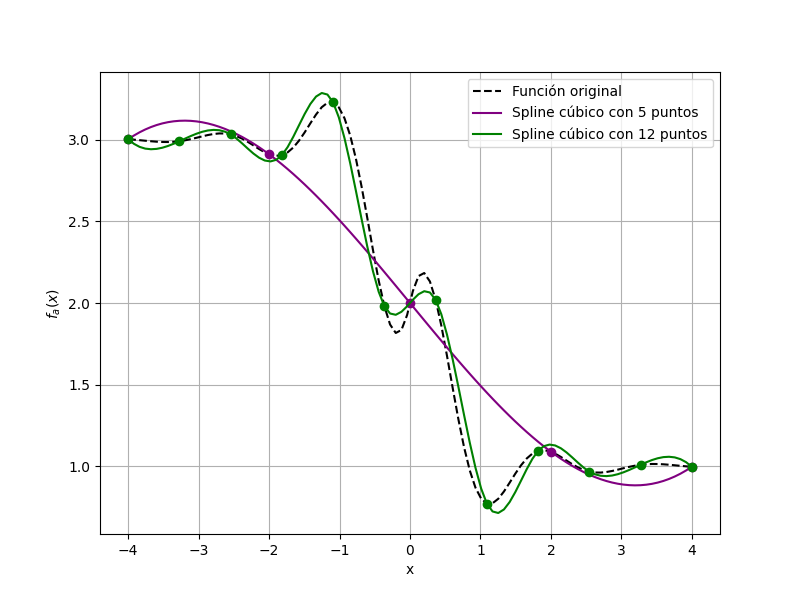 Función original
Spline cúbico con 5 puntos
Spline cúbico con 12 puntos
3.0
2.5
2.0
1.5
1.0
f_a(x)
−4 −3 −2 −1 0 1 2 3 4
x